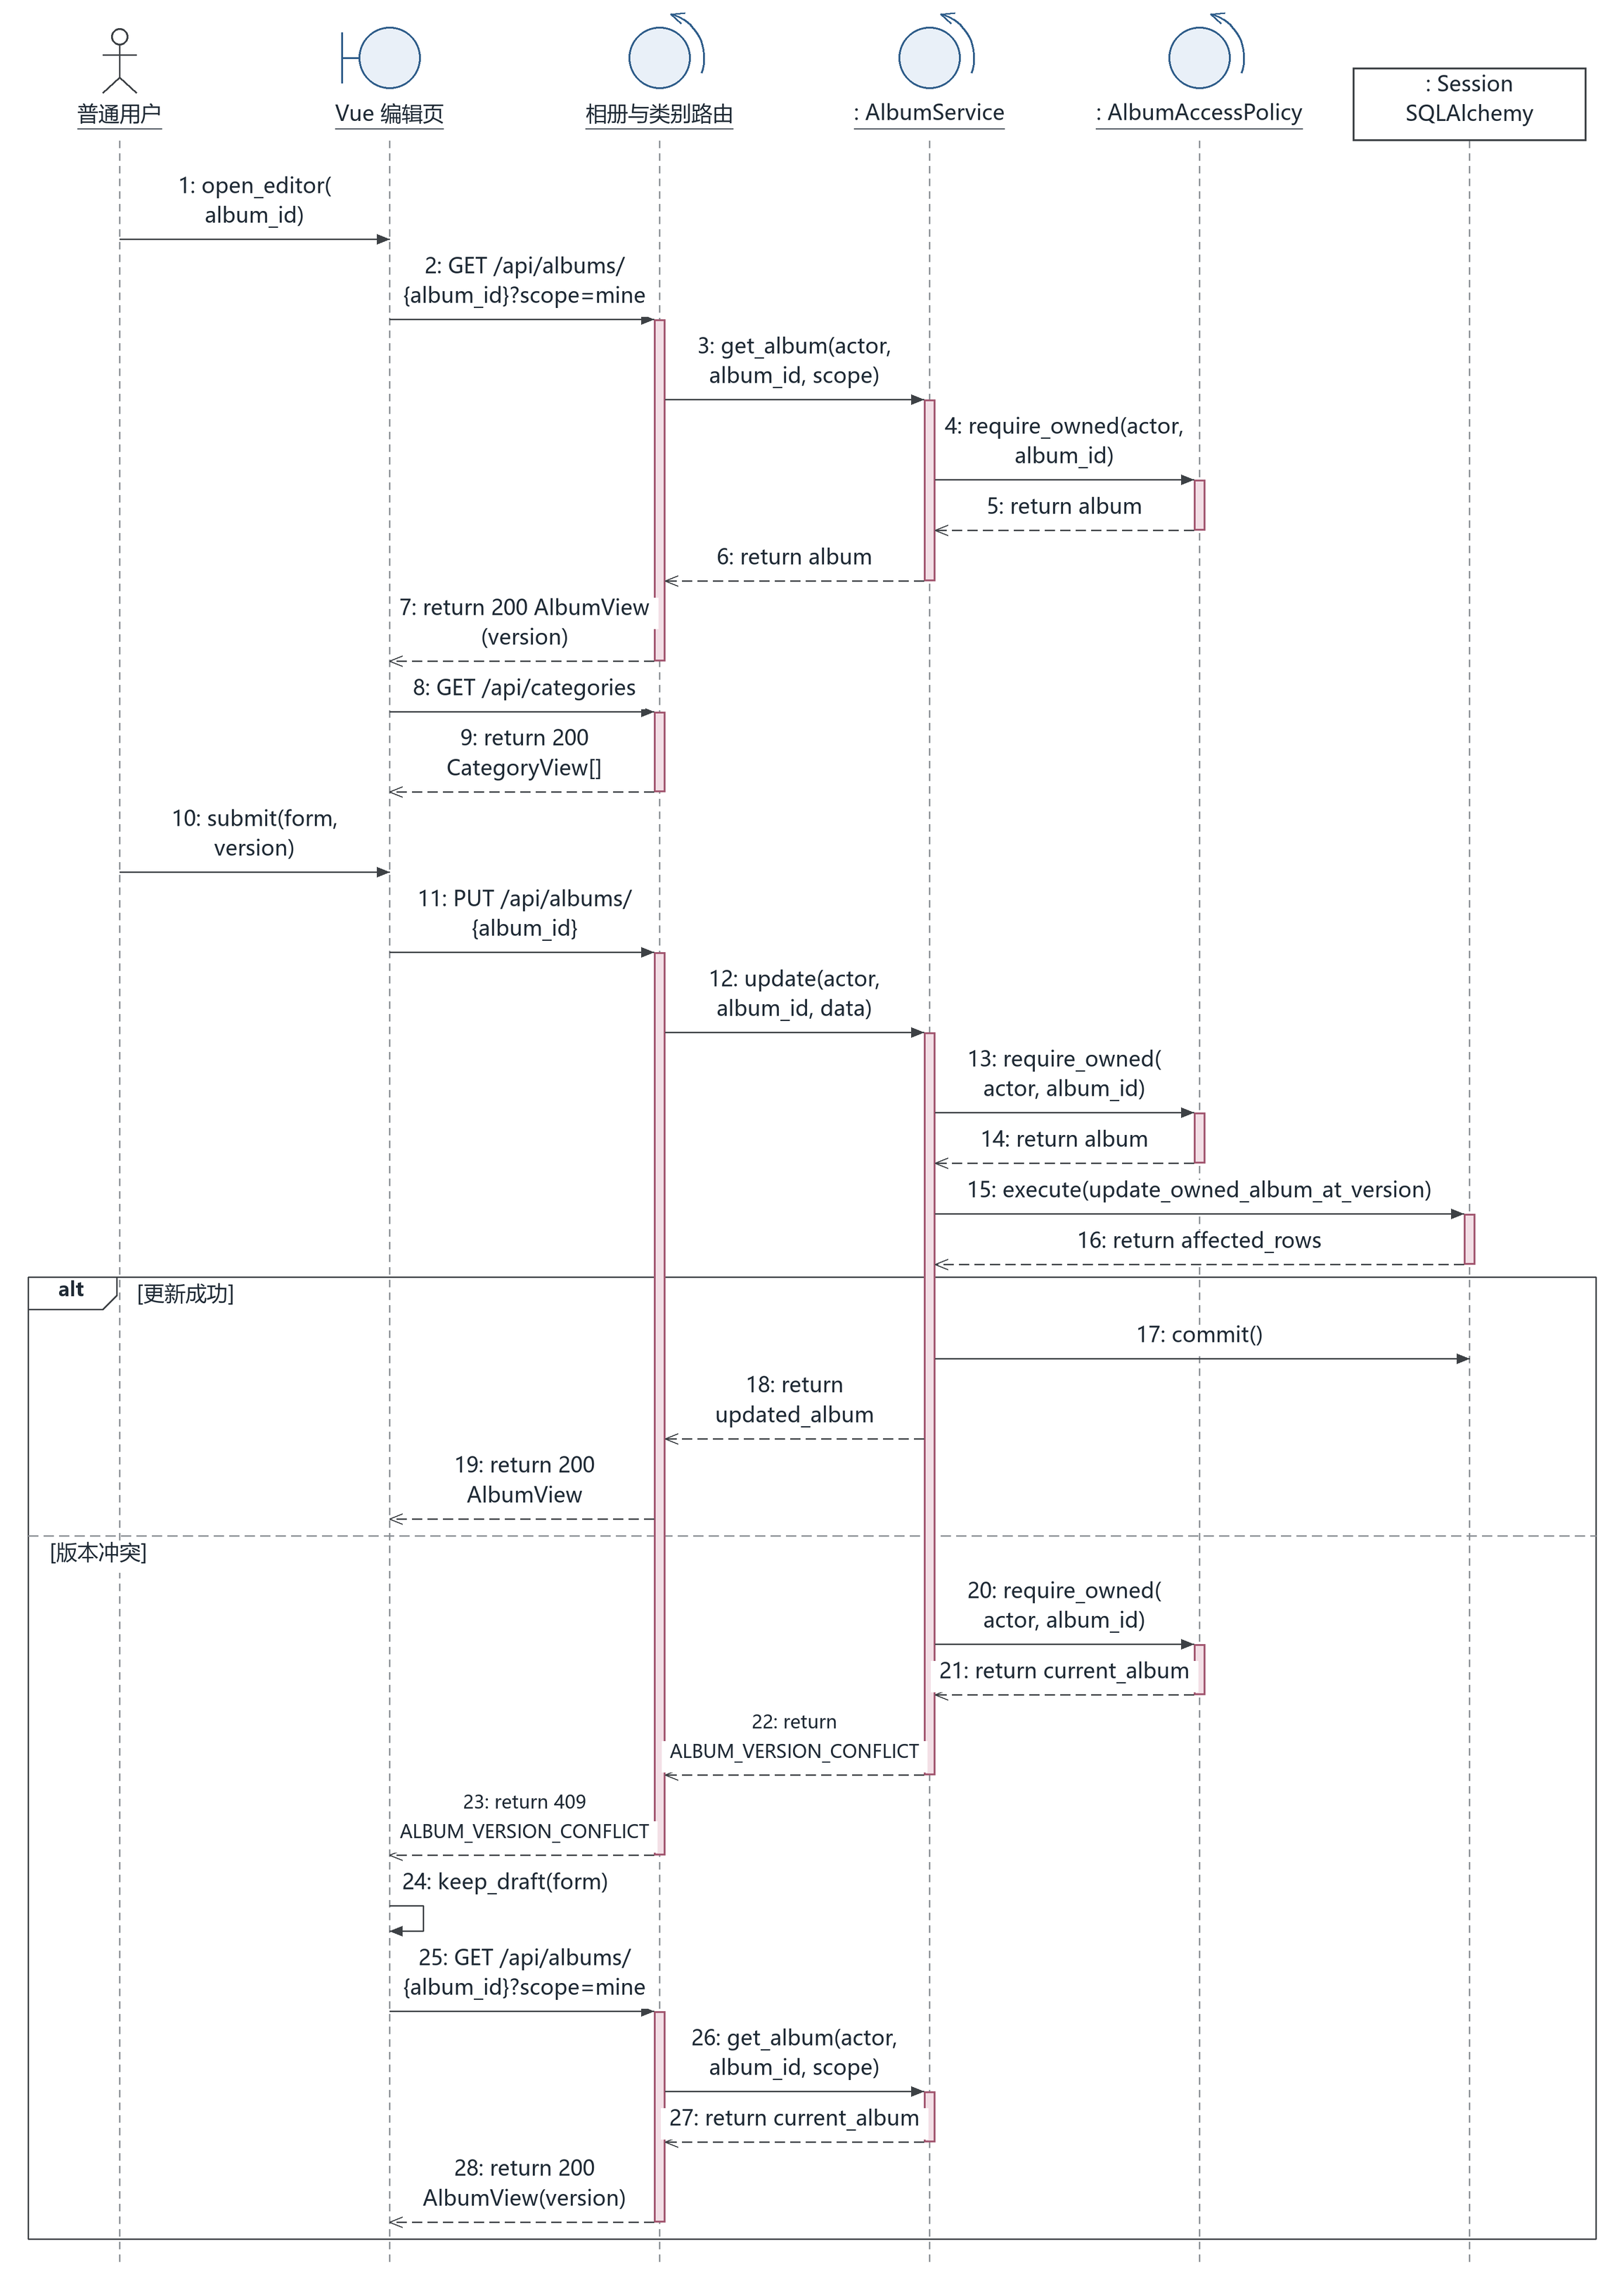 普通用户
Vue 编辑页
相册与类别路由
: AlbumService
: AlbumAccessPolicy
: Session
SQLAlchemy
1: open_editor(
album_id)
2: GET /api/albums/
{album_id}?scope=mine
3: get_album(actor,
album_id, scope)
4: require_owned(actor,
album_id)
5: return album
6: return album
7: return 200 AlbumView
(version)
8: GET /api/categories
9: return 200
CategoryView[]
10: submit(form,
version)
11: PUT /api/albums/
{album_id}
12: update(actor,
album_id, data)
13: require_owned(
actor, album_id)
14: return album
15: execute(update_owned_album_at_version)
16: return affected_rows
alt
[更新成功]
17: commit()
18: return
updated_album
19: return 200
AlbumView
[版本冲突]
20: require_owned(
actor, album_id)
21: return current_album
22: return
ALBUM_VERSION_CONFLICT
23: return 409
ALBUM_VERSION_CONFLICT
24: keep_draft(form)
25: GET /api/albums/
{album_id}?scope=mine
26: get_album(actor,
album_id, scope)
27: return current_album
28: return 200
AlbumView(version)